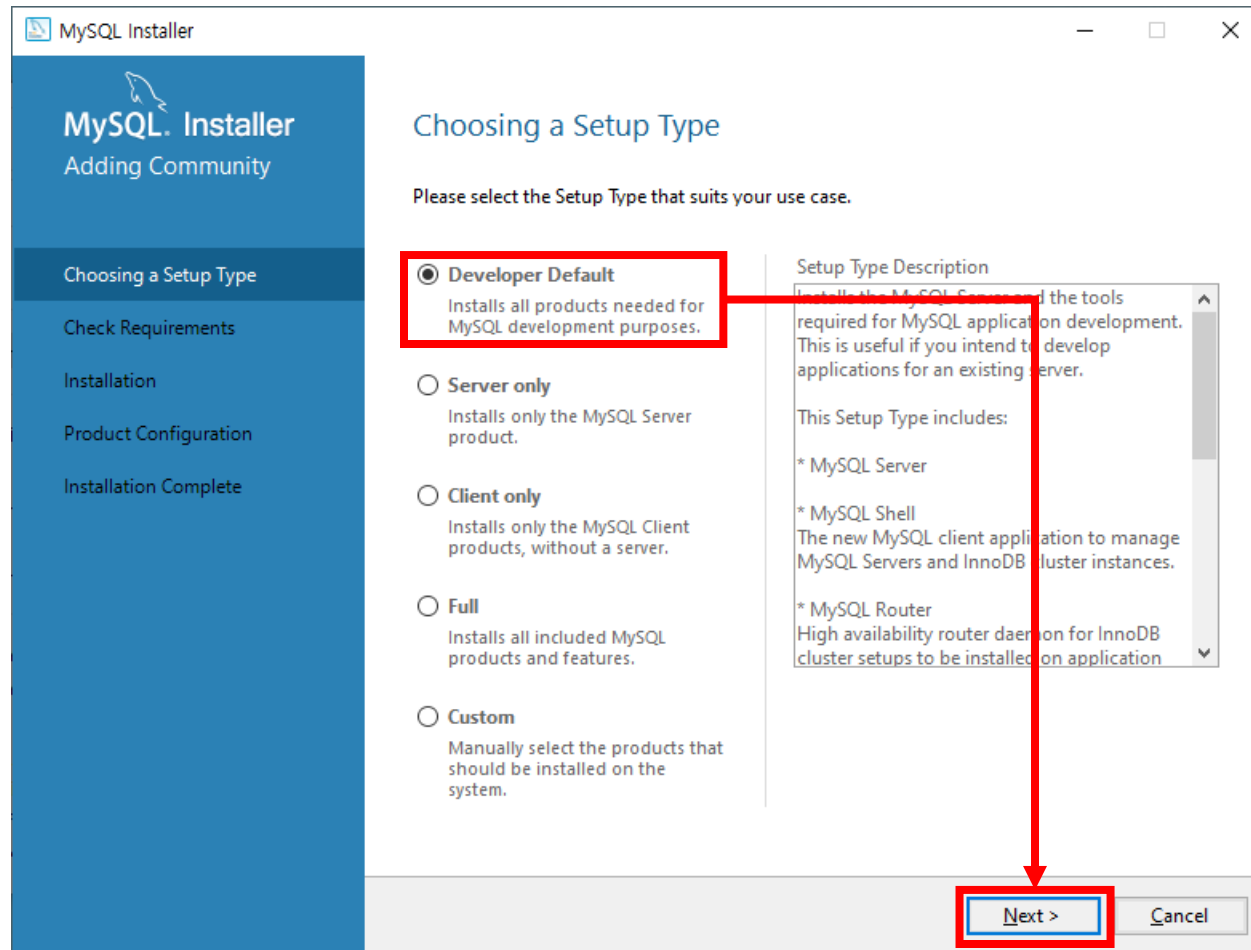 MySQL Installer
MySQL. Installer
Adding Community
Choosing a Setup Type
Check Requirements
Installation
Product Configuration
Installation Complete
Choosing a Setup Type
Please select the Setup Type that suits your use case.
Developer Default
Installs all products needed for
MySQL development purposes.
Server only
Installs only the MySQL Server
product.
Client only
Installs only the MySQL Client
products, without a server.
Full
Installs all included MySQL
products and features.
Custom
Manually select the products that
should be installed on the
system.
Setup Type Description
Installs the MySQL Server and the tools
required for MySQL application development.
This is useful if you intend to develop
applications for an existing server.
This Setup Type includes:
* MySQL Server
* MySQL Shell
The new MySQL client application to manage
MySQL Servers and InnoDB cluster instances.
* MySQL Router
High availability router daemon for InnoDB
cluster setups to be installed on application
Next >
Cancel